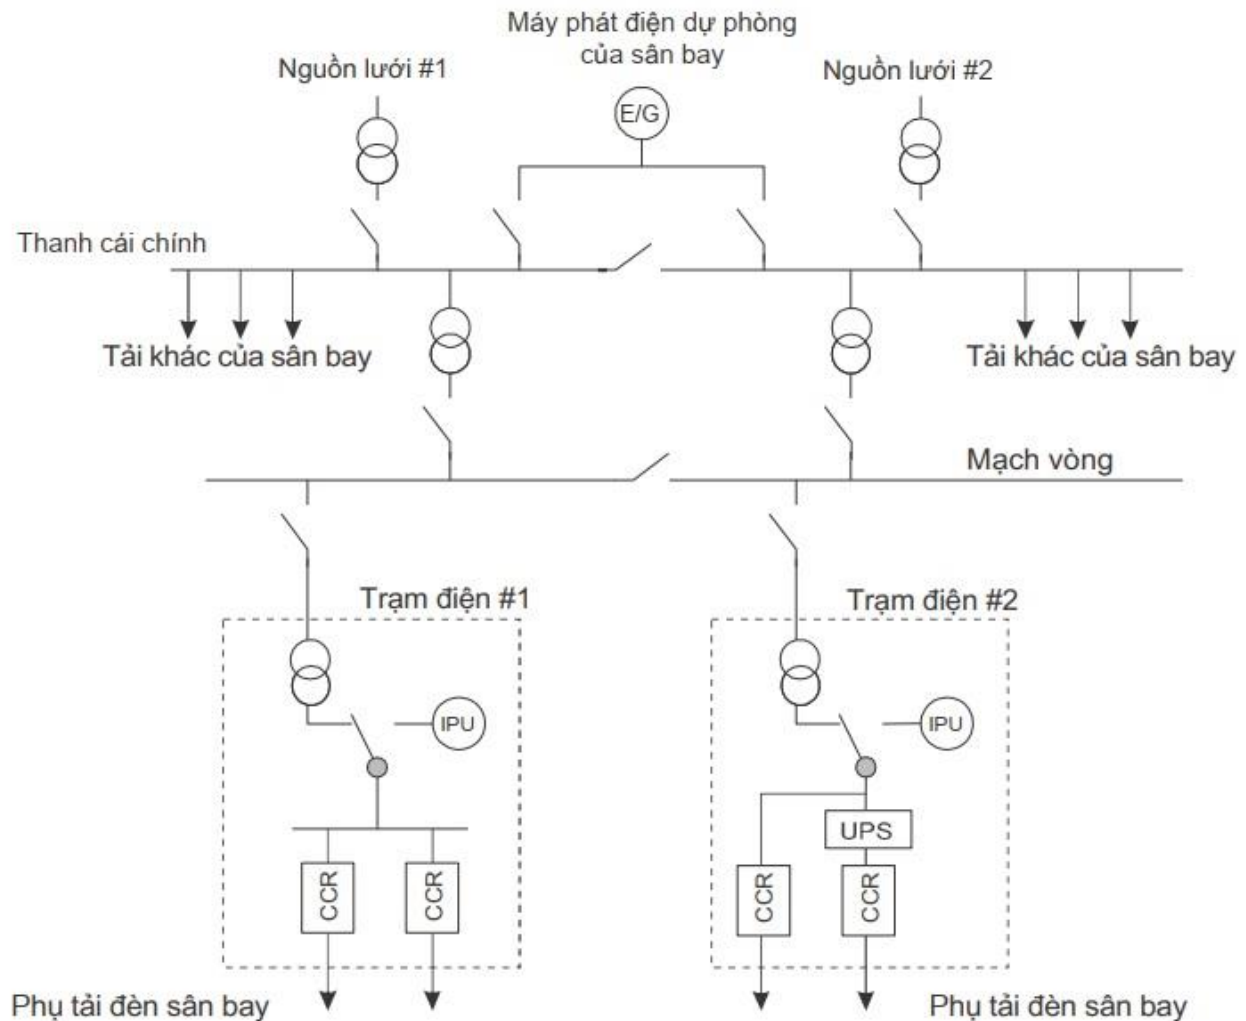 Máy phát điện dự phòng
của sân bay
Nguồn lưới #1
Nguồn lưới #2
E/G
Thanh cái chính
Tải khác của sân bay
Tải khác của sân bay
Mạch vòng
Trạm điện #1
Trạm điện #2
IPU
IPU
UPS
CCR
CCR
CCR
CCR
Phụ tải đèn sân bay
Phụ tải đèn sân bay